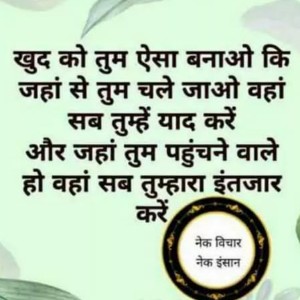 खुद को तुम ऐसा बनाओ कि
जहां से तुम चले जाओ वहां
सब तुम्हें याद करें
और जहां तुम पहुंचने वाले
हो वहां सब तुम्हारा इंतजार
करें
नेक विचार
नेक इंसान